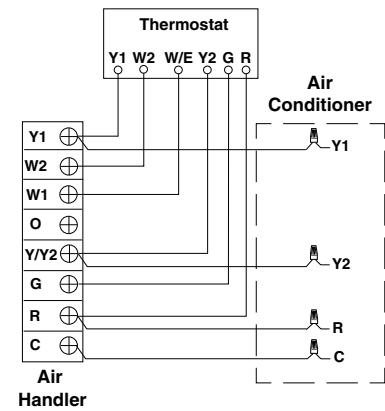 Thermostat
Y1 W2 W/E Y2 G R
Air
Conditioner
Y1
W2
W1
O
Y/Y2
G
R
C
Y1
Y2
R
C
Air
Handler